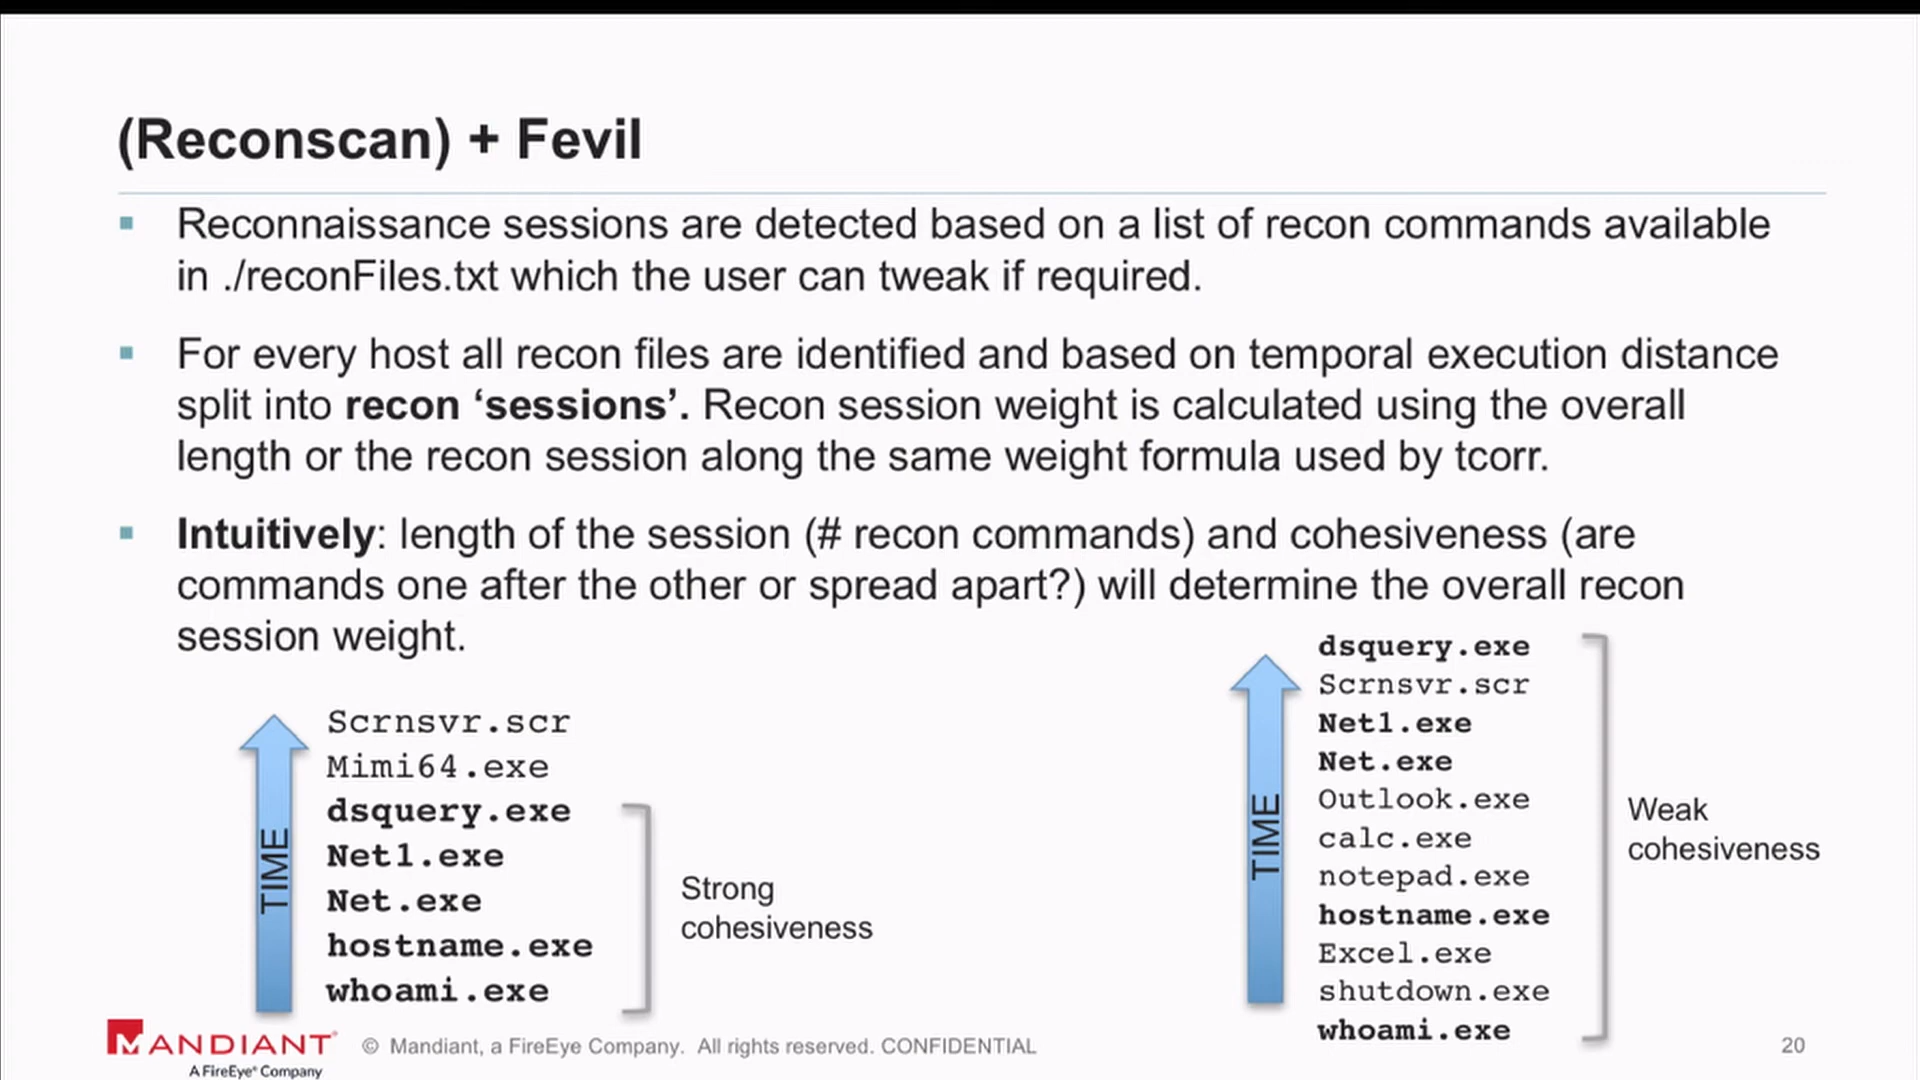 (Reconscan) + Fevil
Reconnaissance sessions are detected based on a list of recon commands available
in ./reconFiles.txt which the user can tweak if required.
For every host all recon files are identified and based on temporal execution distance
split into recon ‘sessions’. Recon session weight is calculated using the overall
length or the recon session along the same weight formula used by tcorr.
Intuitively: length of the session (# recon commands) and cohesiveness (are
commands one after the other or spread apart?) will determine the overall recon
session weight.
TIME
Scrnsvr.scr
Mimi64.exe
dsquery.exe
Net1.exe
Net.exe
hostname.exe
whoami.exe
Strong
cohesiveness
TIME
dsquery.exe
Scrnsvr.scr
Net1.exe
Net.exe
Outlook.exe
calc.exe
notepad.exe
hostname.exe
Excel.exe
shutdown.exe
whoami.exe
Weak
cohesiveness
MANDIANT®
A FireEye® Company
© Mandiant, a FireEye Company. All rights reserved. CONFIDENTIAL
20